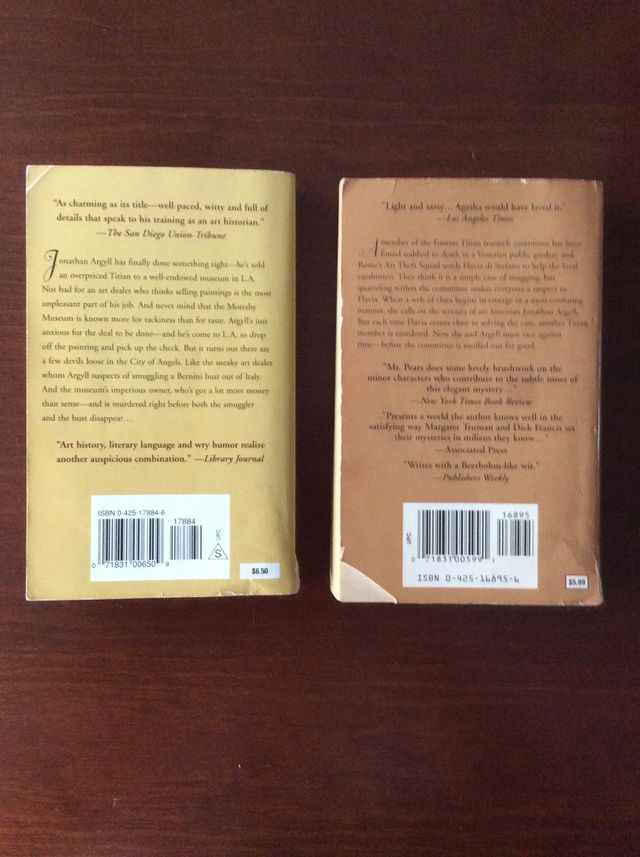 "As charming as its title—well-paced, witty and full of
details that speak to his training as an art historian."
—The San Diego Union-Tribune
Jonathan Argyll has finally done something right—he's sold
an overpriced Titian to a well-endowed museum in L.A.
Not bad for an art dealer who thinks selling paintings is the most
unpleasant part of his job. And never mind that the Moresby
Museum is known more for tackiness than for taste. Argyll's just
anxious for the deal to be done—and he's come to L.A. to drop
off the painting and pick up the check. But it turns out there are
a few devils loose in the City of Angels. Like the sneaky art dealer
whom Argyll suspects of smuggling a Bernini bust out of Italy.
And the museum's imperious owner, who's got a lot more money
than sense—and is murdered right before both the smuggler
and the bust disappear...
"Art history, literary language and wry humor realize
another auspicious combination." —Library Journal
ISBN 0-425-17884-6
17884
UPC
S
0 71831 00650 9
$6.50
"Light and sassy...Agatha would have loved it."
—Los Angeles Times
A member of the famous Titian research committee has been
found stabbed to death in a Venetian public garden, and
Rome's Art Theft Squad sends Flavia di Stefano to help the local
carabinieri. They think it is a simple case of mugging, but
quarreling within the committee makes everyone a suspect to
Flavia. When a web of clues begins to emerge in a most confusing
manner, she calls on the services of art historian Jonathan Argyll.
But each time Flavia comes close to solving the case, another Titian
member is murdered. Now she and Argyll must race against
time—before the committee is snuffed out for good...
"Mr. Pears does some lovely brushwork on the
minor characters who contribute to the subtle tones of
this elegant mystery..."
—New York Times Book Review
"Presents a world the author knows well in the
satisfying way Margaret Truman and Dick Francis set
their mysteries in milieus they know..."
—Associated Press
"Writes with a Beerbohm-like wit."
—Publishers Weekly
16895
UPC
0 71831 00599 1
ISBN 0-425-16895-6
$5.99